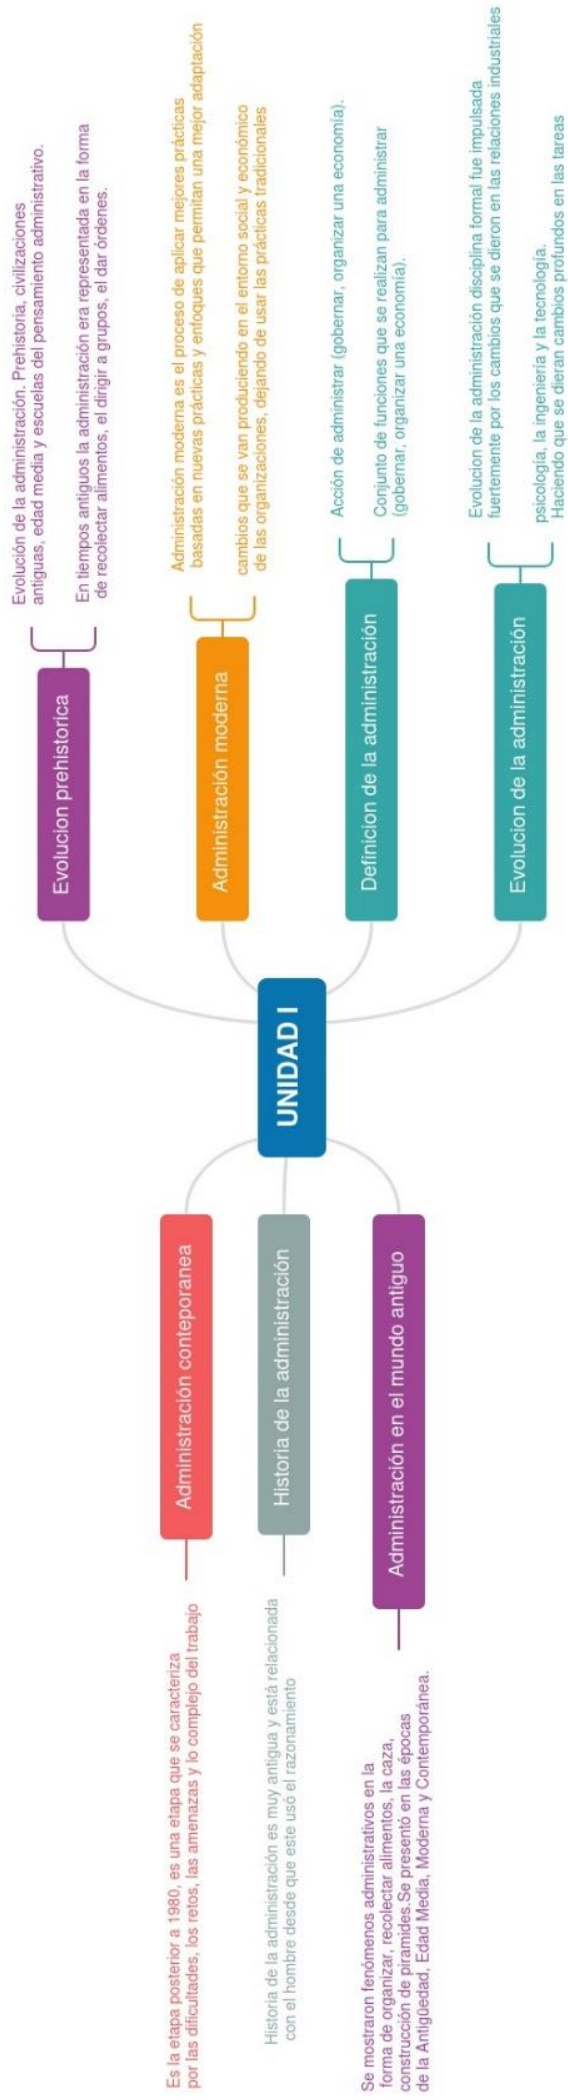 UNIDAD I
Evolucion prehistorica
Evolución de la administración. Prehistoria, civilizaciones
antiguas, edad media y escuelas del pensamiento administrativo.
En tiempos antiguos la administración era representada en la forma
de recolectar alimentos, el dirigir a grupos, el dar órdenes.
Administración moderna
Administración moderna es el proceso de aplicar mejores prácticas
basadas en nuevas prácticas y enfoques que permitan una mejor adaptación
cambios que se van produciendo en el entorno social y económico
de las organizaciones, dejando de usar las prácticas tradicionales
Definicion de la administración
Acción de administrar (gobernar, organizar una economía).
Conjunto de funciones que se realizan para administrar
(gobernar, organizar una economía).
Evolucion de la administración
Evolucion de la administración disciplina formal fue impulsada
fuertemente por los cambios que se dieron en las relaciones industriales
psicología, la ingeniería y la tecnología.
Haciendo que se dieran cambios profundos en las tareas
Administración conteporanea
Es la etapa posterior a 1980, es una etapa que se caracteriza
por las dificultades, los retos, las amenazas y lo complejo del trabajo
Historia de la administración
Historia de la administración es muy antigua y está relacionada
con el hombre desde que este usó el razonamiento
Administración en el mundo antiguo
Se mostraron fenómenos administrativos en la
forma de organizar, recolectar alimentos, la caza,
construcción de piramides.Se presentó en las épocas
de la Antigüedad, Edad Media, Moderna y Contemporánea.